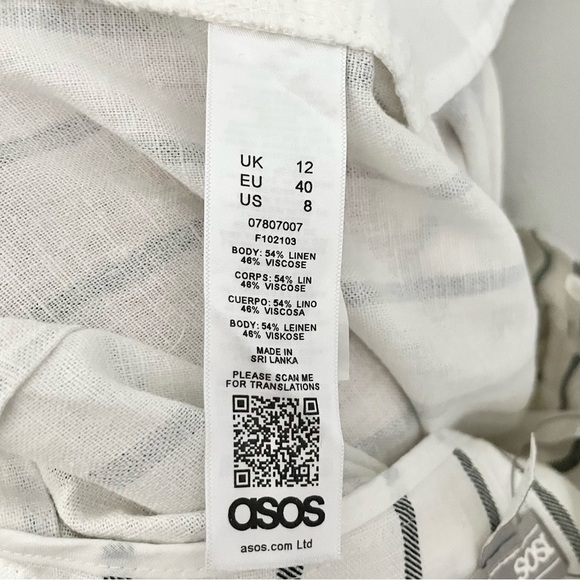 UK 12
EU 40
US 8
07807007
F102103
BODY: 54% LINEN
46% VISCOSE
CORPS: 54% LIN
46% VISCOSE
CUERPO: 54% LINO
46% VISCOSA
BODY: 54% LEINEN
46% VISKOSE
MADE IN
SRI LANKA
PLEASE SCAN ME
FOR TRANSLATIONS
asos
asos.com Ltd